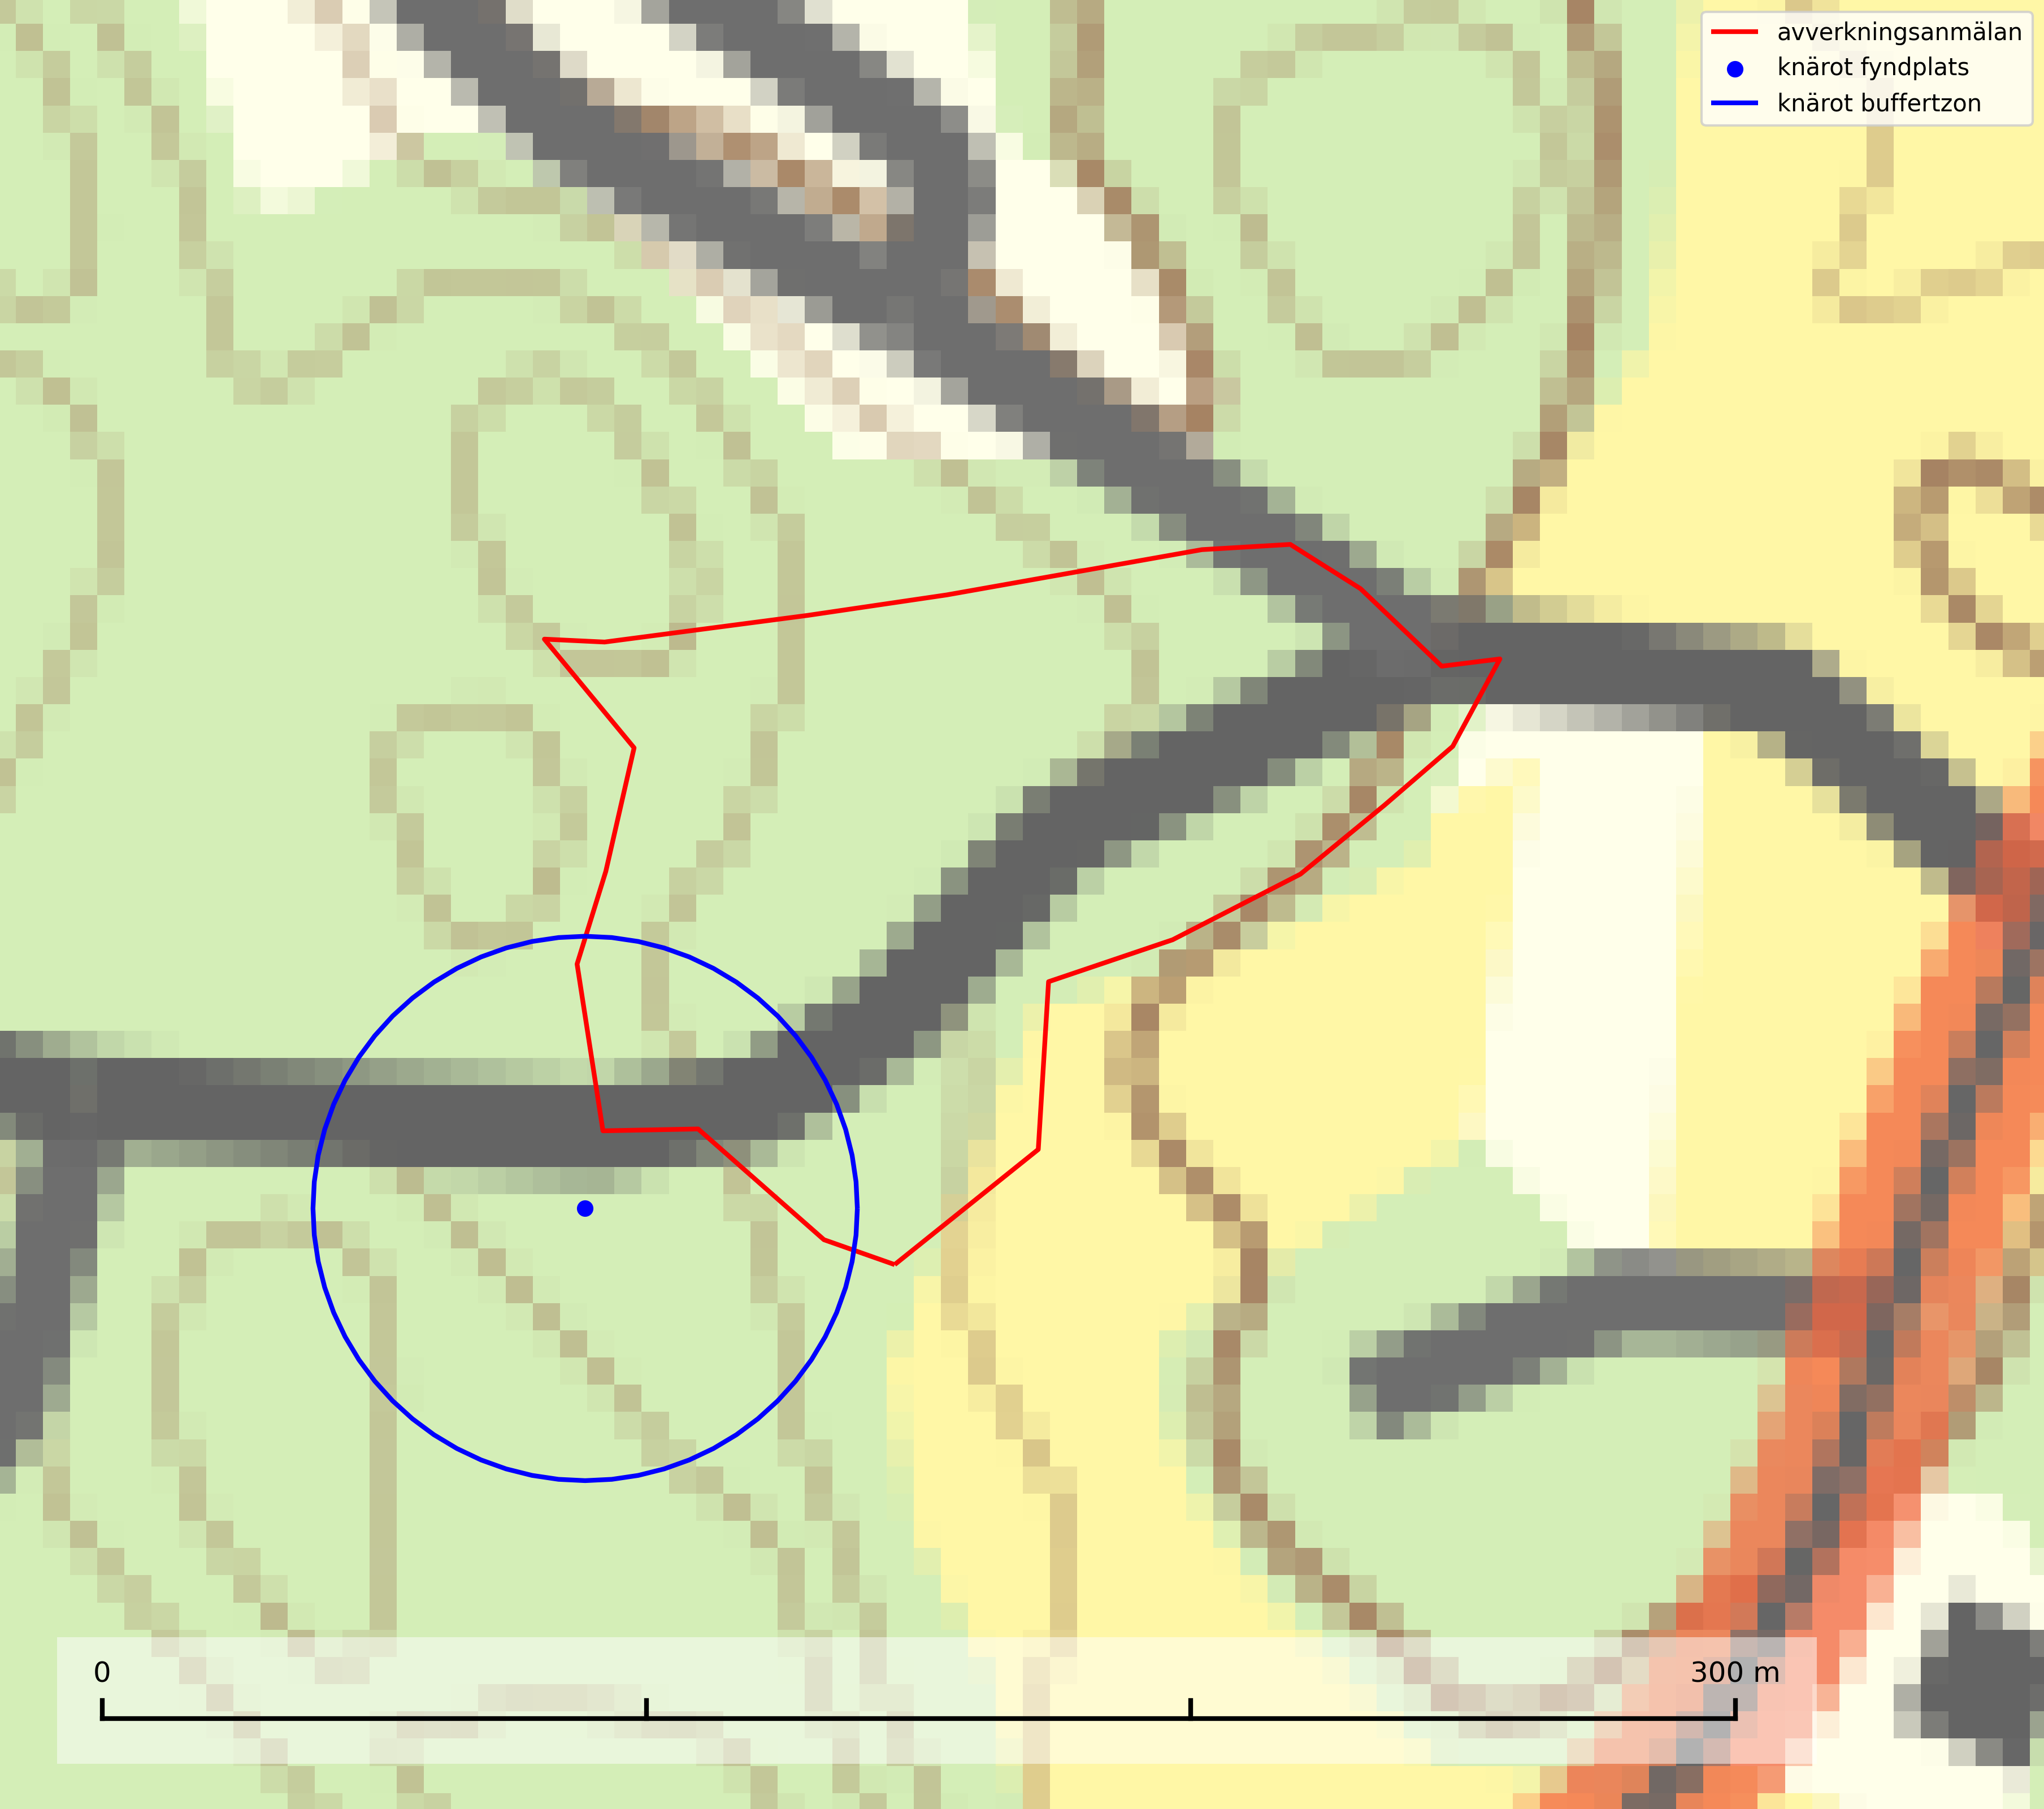 avverkningsanmälan
knärot fyndplats
knärot buffertzon
0 300 m